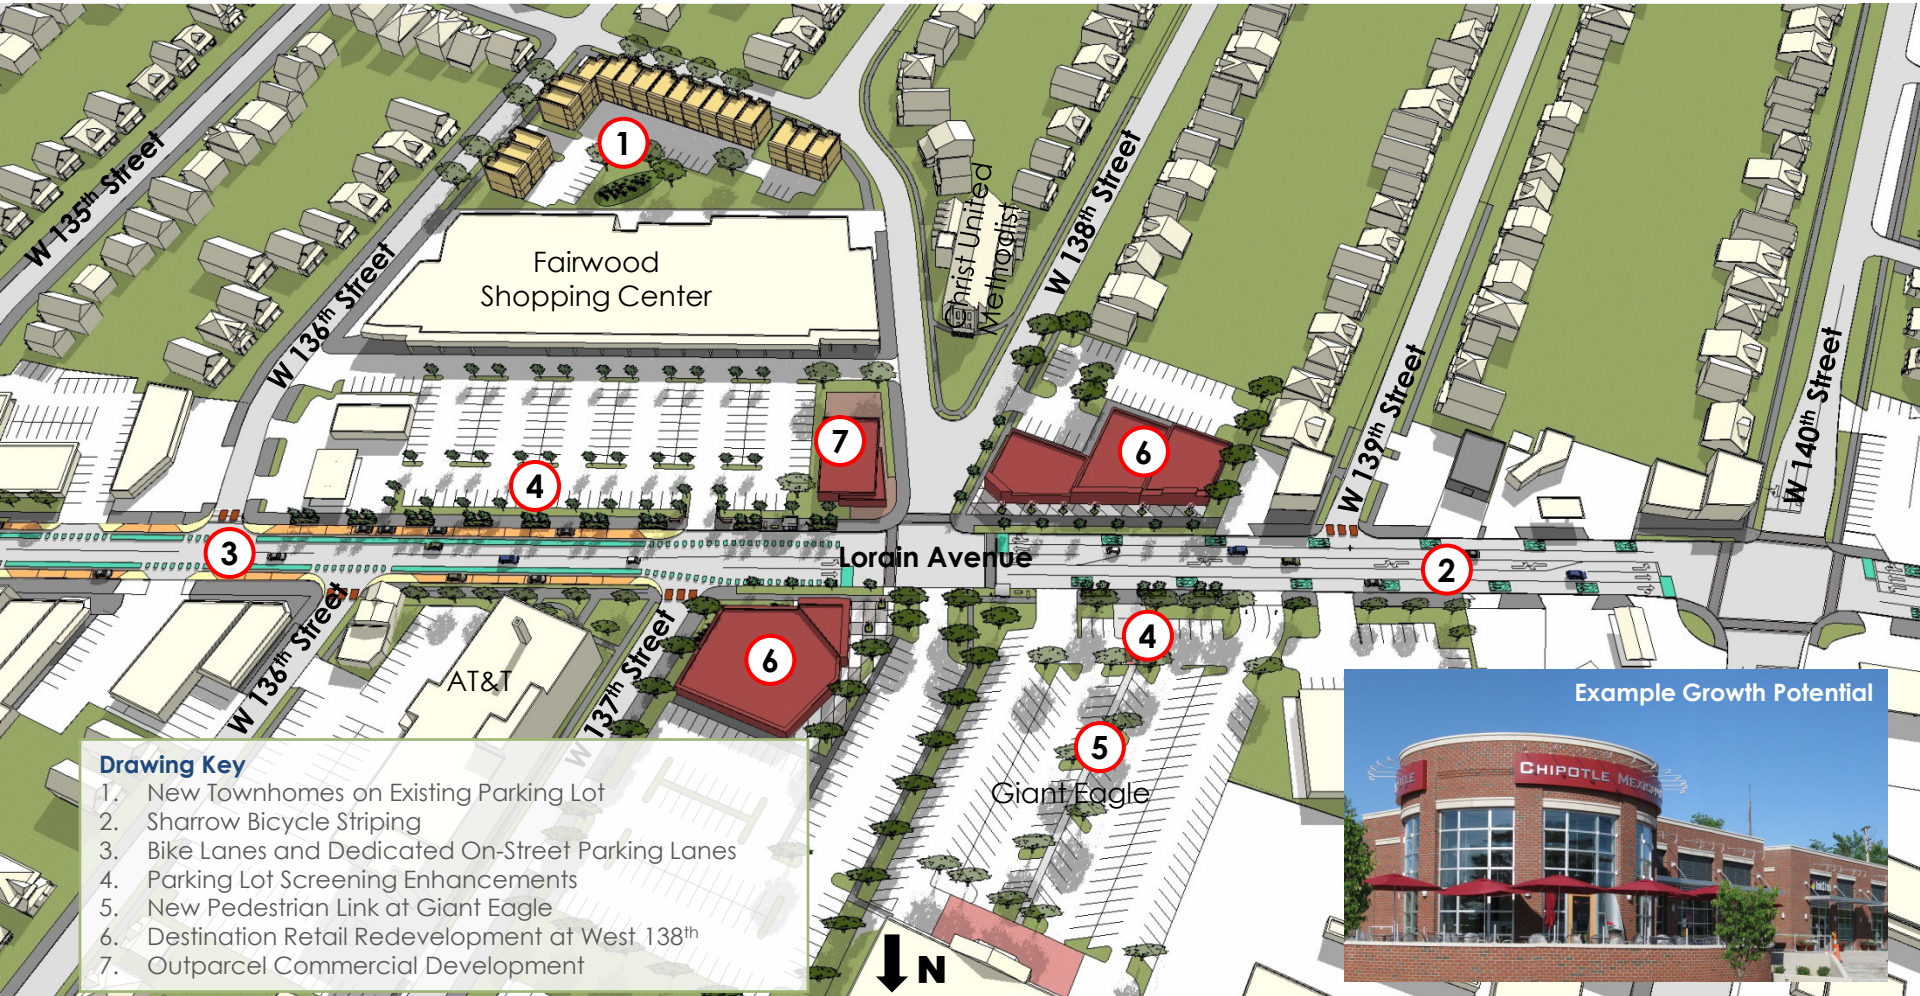 W 135th Street
W 136th Street
1
Fairwood
Shopping Center
Christ United
Methodist
W 138th Street
W 139th Street
W 140th Street
7
6
4
3
Lorain Avenue
2
W 136th Street
AT&T
W 137th Street
6
4
5
Giant Eagle
Drawing Key
1. New Townhomes on Existing Parking Lot
2. Sharrow Bicycle Striping
3. Bike Lanes and Dedicated On-Street Parking Lanes
4. Parking Lot Screening Enhancements
5. New Pedestrian Link at Giant Eagle
6. Destination Retail Redevelopment at West 138th
7. Outparcel Commercial Development
N
Example Growth Potential
CHIPOTLE MEXICAN